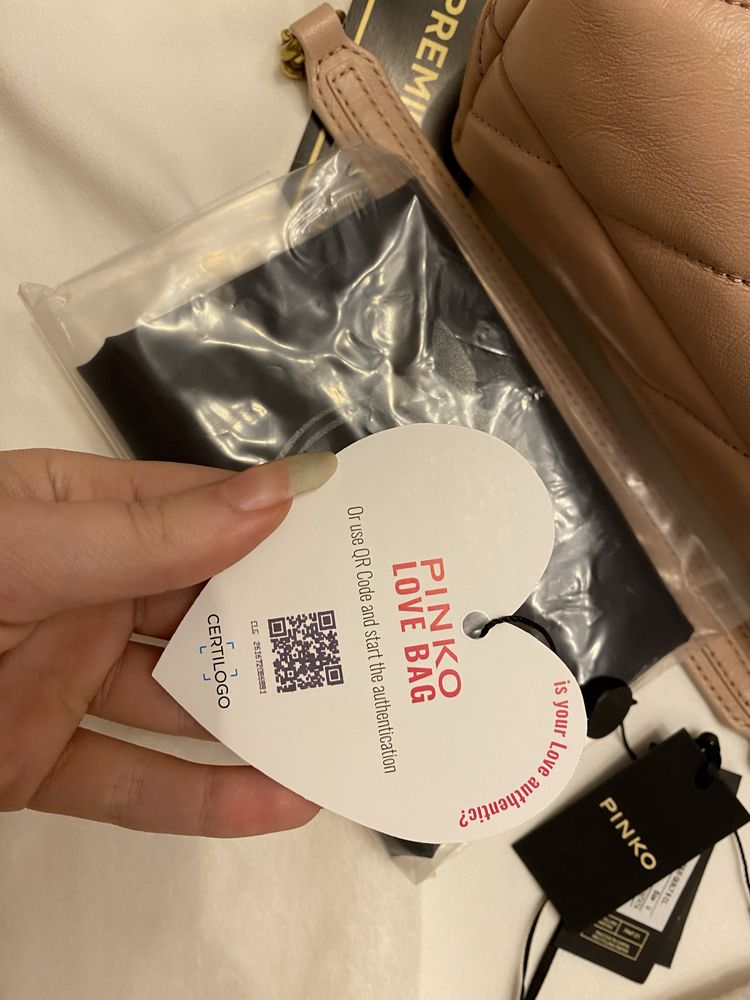 PREMI
is your Love authentic?
PINKO
LOVE BAG
Or use QR Code and start the authentication
CERTILOGO
PINKO